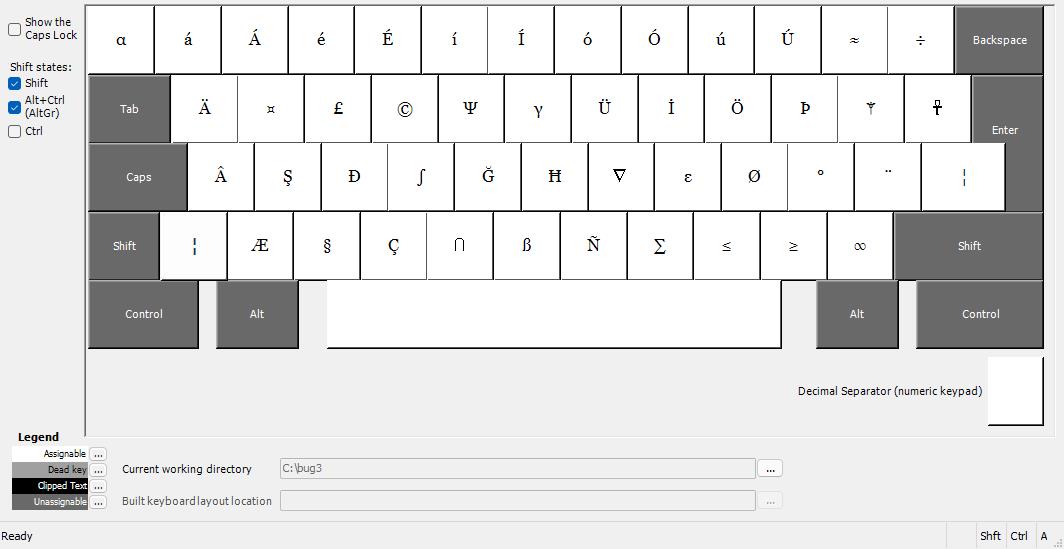 Show the
Caps Lock
Shift states:
Shift
Alt+Ctrl
(AltGr)
Ctrl
α á Á é É í Í ó Ó ú Ú ≈ ÷ Backspace
Tab Ä ¤ £ © Ψ γ Ü İ Ö Þ ⚚ ☥ Enter
Caps Â Ş Đ ∫ Ğ Ħ ∇ ε Ø ° ¨ ¦
Shift ¦ Æ § Ç ∩ ß Ñ ∑ ≤ ≥ ∞ Shift
Control Alt Alt Control
Decimal Separator (numeric keypad)
Legend
Assignable ...
Dead key ...
Clipped Text ...
Unassignable ...
Current working directory C:\bug3 ...
Built keyboard layout location ...
Ready Shft Ctrl A